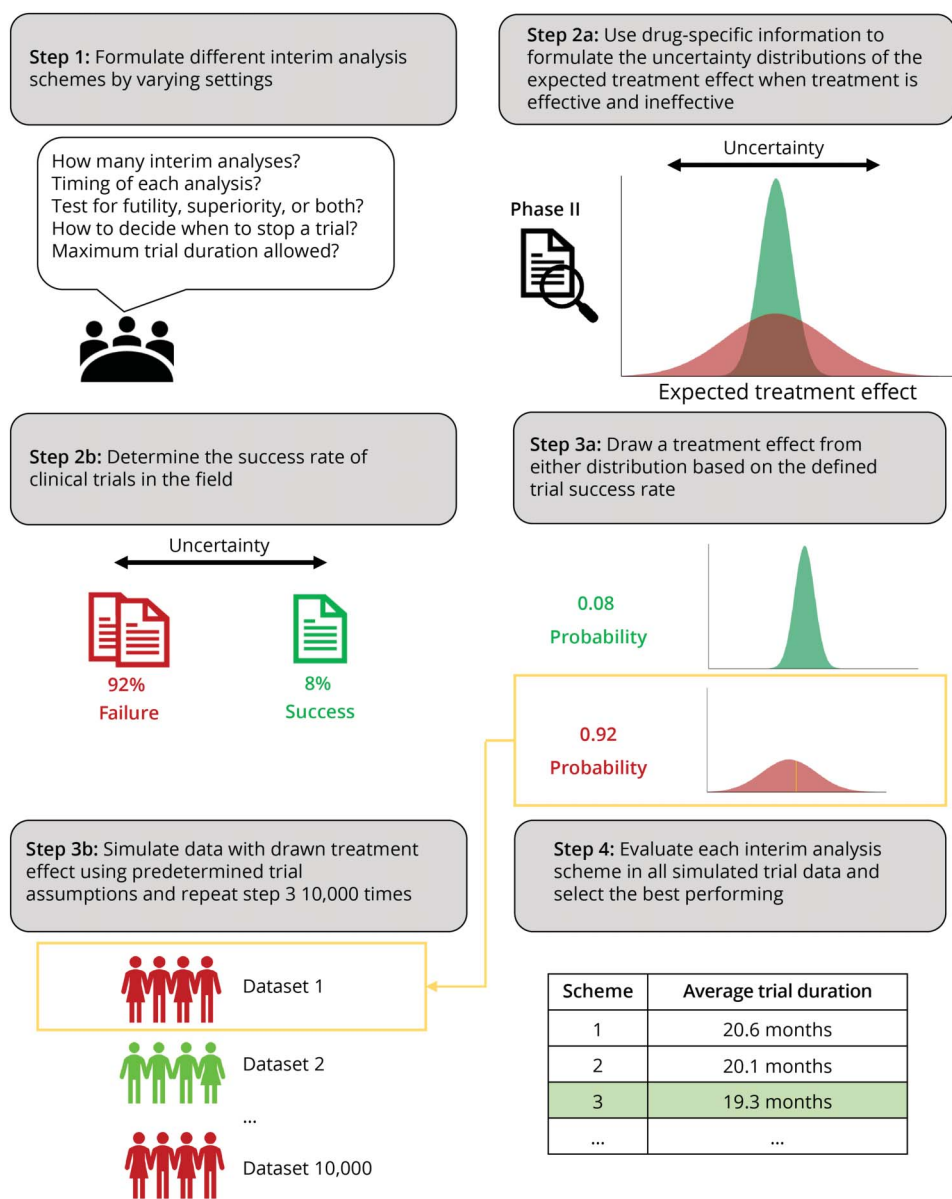 Step 1: Formulate different interim analysis
schemes by varying settings
How many interim analyses?
Timing of each analysis?
Test for futility, superiority, or both?
How to decide when to stop a trial?
Maximum trial duration allowed?
Step 2a: Use drug-specific information to
formulate the uncertainty distributions of the
expected treatment effect when treatment is
effective and ineffective
Uncertainty
Phase II
Expected treatment effect
Step 2b: Determine the success rate of
clinical trials in the field
Uncertainty
92%
Failure
8%
Success
Step 3a: Draw a treatment effect from
either distribution based on the defined
trial success rate
0.08
Probability
0.92
Probability
Step 3b: Simulate data with drawn treatment
effect using predetermined trial
assumptions and repeat step 3 10,000 times
Dataset 1
Dataset 2
...
Dataset 10,000
Step 4: Evaluate each interim analysis
scheme in all simulated trial data and
select the best performing
Scheme Average trial duration
1 20.6 months
2 20.1 months
3 19.3 months
... ...